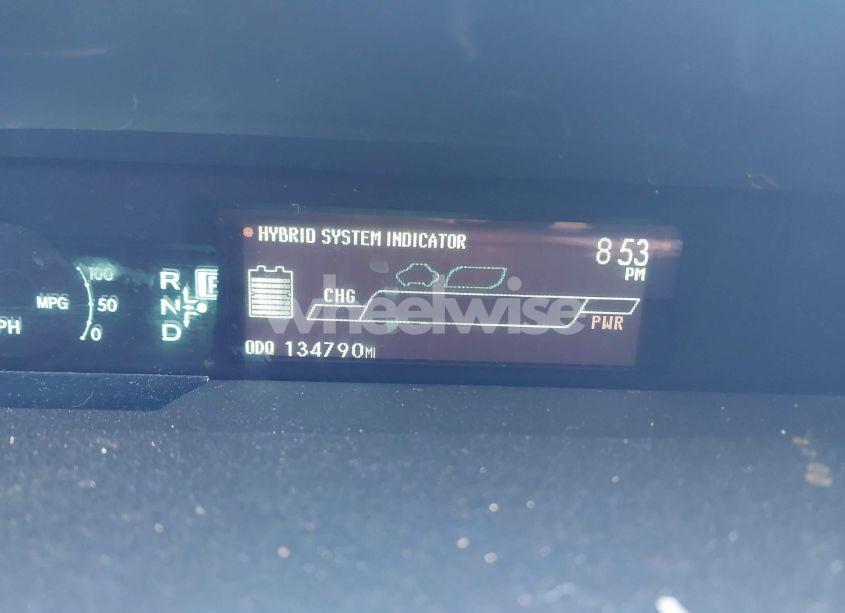 HYBRID SYSTEM INDICATOR
8:53
PM
100
MPG 50
0
PH
R
N
D
P
CHG
PWR
ODO 134790MI
wheelwise